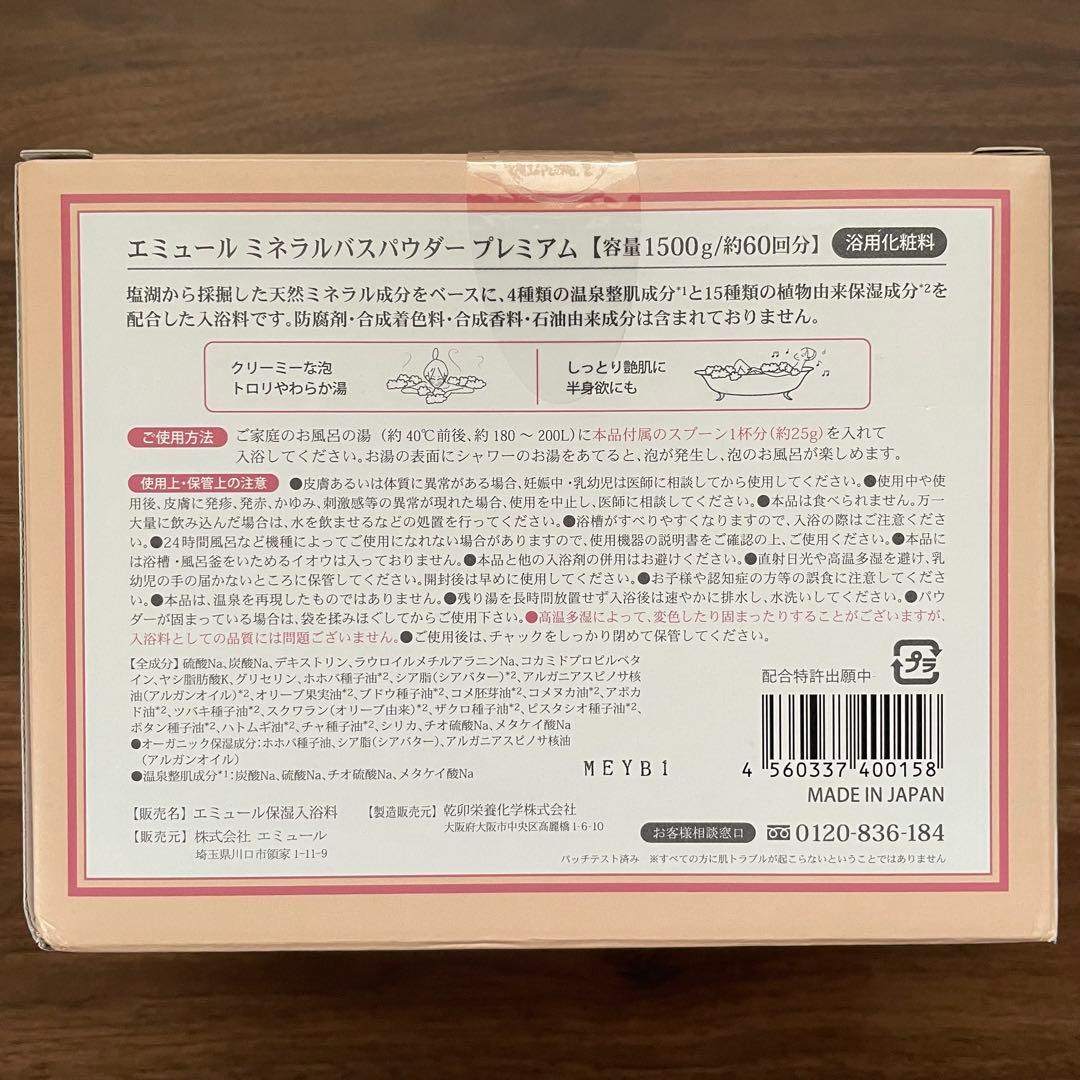 エミュール ミネラルバスパウダー プレミアム 【容量1500g/約60回分】 浴用化粧料
塩湖から採掘した天然ミネラル成分をベースに、4種類の温泉整肌成分*1と15種類の植物由来保湿成分*2を
配合した入浴料です。防腐剤・合成着色料・合成香料・石油由来成分は含まれておりません。
クリーミーな泡
トロリやわらか湯
しっとり艶肌に
半身欲にも
ご使用方法 ご家庭のお風呂の湯（約40℃前後、約180～200L）に本品付属のスプーン1杯分（約25g）を入れて
入浴してください。お湯の表面にシャワーのお湯をあてると、泡が発生し、泡のお風呂が楽しめます。
使用上・保管上の注意 ●皮膚あるいは体質に異常がある場合、妊娠中・乳幼児は医師に相談してから使用してください。●使用中や使
用後、皮膚に発疹、発赤、かゆみ、刺激感等の異常が現れた場合、使用を中止し、医師に相談してください。●本品は食べられません。万一
大量に飲み込んだ場合は、水を飲ませるなどの処置を行ってください。●浴槽がすべりやすくなりますので、入浴の際はご注意くださ
い。●24時間風呂など機種によってご使用になれない場合がありますので、使用機器の説明書をご確認の上、ご使用ください。●本品に
は浴槽・風呂釜をいためるイオウは入っておりません。●本品と他の入浴剤の併用はお避けください。●直射日光や高温多湿を避け、乳
幼児の手の届かないところに保管してください。開封後は早めに使用してください。●お子様や認知症の方等の誤食に注意してくださ
い。●本品は、温泉を再現したものではありません。●残り湯を長時間放置せず入浴後は速やかに排水し、水洗いしてください。●パウ
ダーが固まっている場合は、袋を揉みほぐしてからご使用下さい。●高温多湿によって、変色したり固まったりすることがございますが、
入浴料としての品質には問題ございません。●ご使用後は、チャックをしっかり閉めて保管してください。
【全成分】硫酸Na、炭酸Na、デキストリン、ラウロイルメチルアラニンNa、コカミドプロピルベタ
イン、ヤシ脂肪酸K、グリセリン、ホホバ種子油*2、シア脂（シアバター）*2、アルガニアスピノサ核
油（アルガンオイル）*2、オリーブ果実油*2、ブドウ種子油*2、コメ胚芽油*2、コメヌカ油*2、アボカ
ド油*2、ツバキ種子油*2、スクワラン（オリーブ由来）*2、ザクロ種子油*2、ピスタシオ種子油*2、
ボタン種子油*2、ハトムギ油*2、チャ種子油*2、シリカ、チオ硫酸Na、メタケイ酸Na
●オーガニック保湿成分：ホホバ種子油、シア脂（シアバター）、アルガニアスピノサ核油
（アルガンオイル）
●温泉整肌成分*1：炭酸Na、硫酸Na、チオ硫酸Na、メタケイ酸Na
配合特許出願中
プラ
MEYB1
4 560337 400158
MADE IN JAPAN
【販売名】 エミュール保湿入浴料
【販売元】 株式会社 エミュール
埼玉県川口市領家1-11-9
【製造販売元】 乾卯栄養化学株式会社
大阪府大阪市中央区高麗橋1-6-10
お客様相談窓口 0120-836-184
パッチテスト済み ※すべての方に肌トラブルが起こらないということではありません